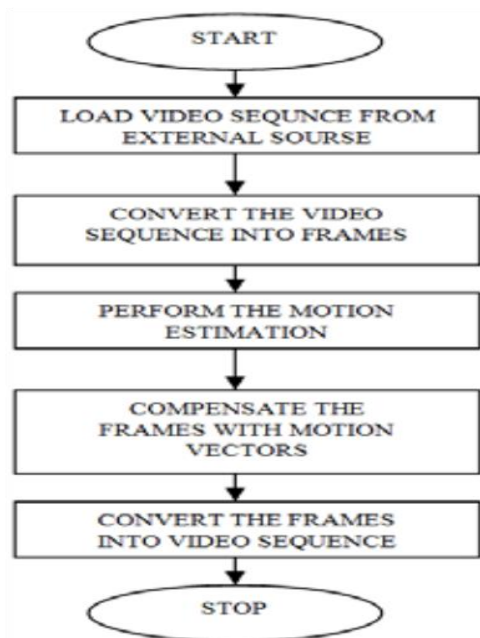 START
LOAD VIDEO SEQUNCE FROM
EXTERNAL SOURSE
CONVERT THE VIDEO
SEQUENCE INTO FRAMES
PERFORM THE MOTION
ESTIMATION
COMPENSATE THE
FRAMES WITH MOTION
VECTORS
CONVERT THE FRAMES
INTO VIDEO SEQUENCE
STOP